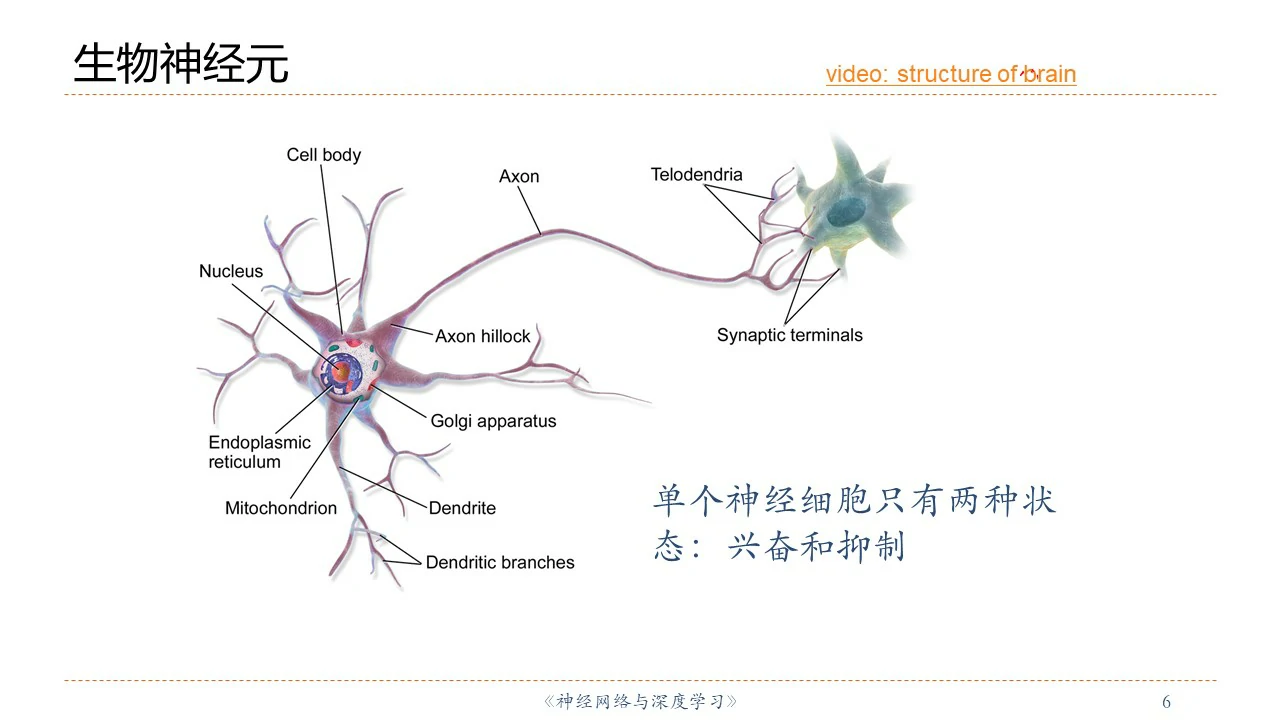 生物神经元
video: structure of brain
Cell body
Axon
Telodendria
Nucleus
Axon hillock
Synaptic terminals
Golgi apparatus
Endoplasmic
reticulum
Mitochondrion
Dendrite
Dendritic branches
单个神经细胞只有两种状
态：兴奋和抑制
《神经网络与深度学习》
6